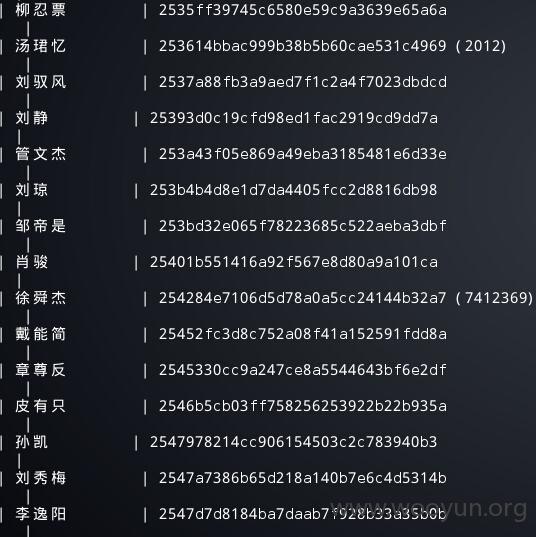 | 柳忍票 | 2535ff39745c6580e59c9a3639e65a6a
|
| 汤珺忆 | 253614bbac999b38b5b60cae531c4969 (2012)
|
| 刘驭风 | 2537a88fb3a9aed7f1c2a4f7023dbdcd
|
| 刘静 | 25393d0c19cfd98ed1fac2919cd9dd7a
|
| 管文杰 | 253a43f05e869a49eba3185481e6d33e
|
| 刘琼 | 253b4b4d8e1d7da4405fcc2d8816db98
|
| 邹帝是 | 253bd32e065f78223685c522aeba3dbf
|
| 肖骏 | 25401b551416a92f567e8d80a9a101ca
|
| 徐舜杰 | 254284e7106d5d78a0a5cc24144b32a7 (7412369)
|
| 戴能简 | 25452fc3d8c752a08f41a152591fdd8a
|
| 章尊反 | 2545330cc9a247ce8a5544643bf6e2df
|
| 皮有只 | 2546b5cb03ff758256253922b22b935a
|
| 孙凯 | 2547978214cc906154503c2c783940b3
|
| 刘秀梅 | 2547a7386b65d218a140b7e6c4d5314b
|
| 李逸阳 | 2547d7d8184ba7daab7f928b33a35b0b
|
www.wooyun.org